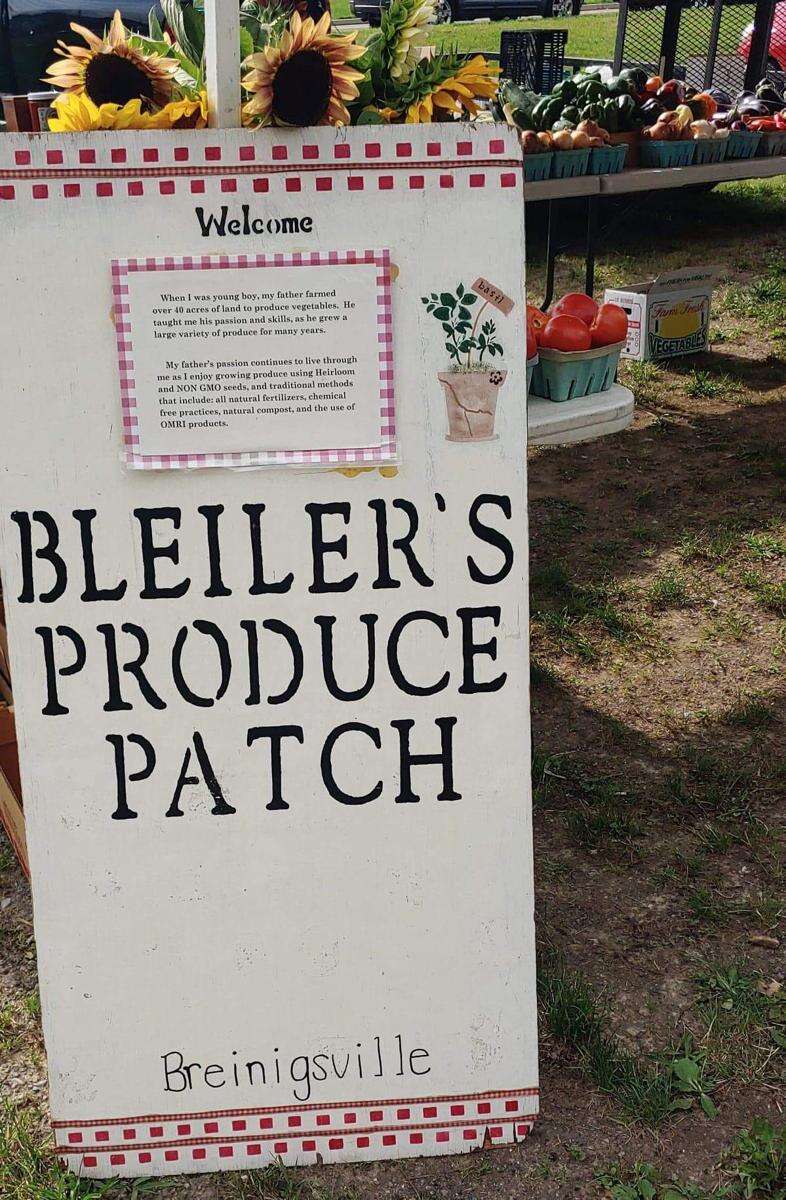 Welcome
When I was young boy, my father farmed
over 40 acres of land to produce vegetables. He
taught me his passion and skills, as he grew a
large variety of produce for many years.
My father's passion continues to live through
me as I enjoy growing produce using Heirloom
and NON GMO seeds, and traditional methods
that include: all natural fertilizers, chemical
free practices, natural compost, and the use of
OMRI products.
basil
BLEILER'S
PRODUCE
PATCH
Breinigsville
Farm Fresh
VEGETABLES